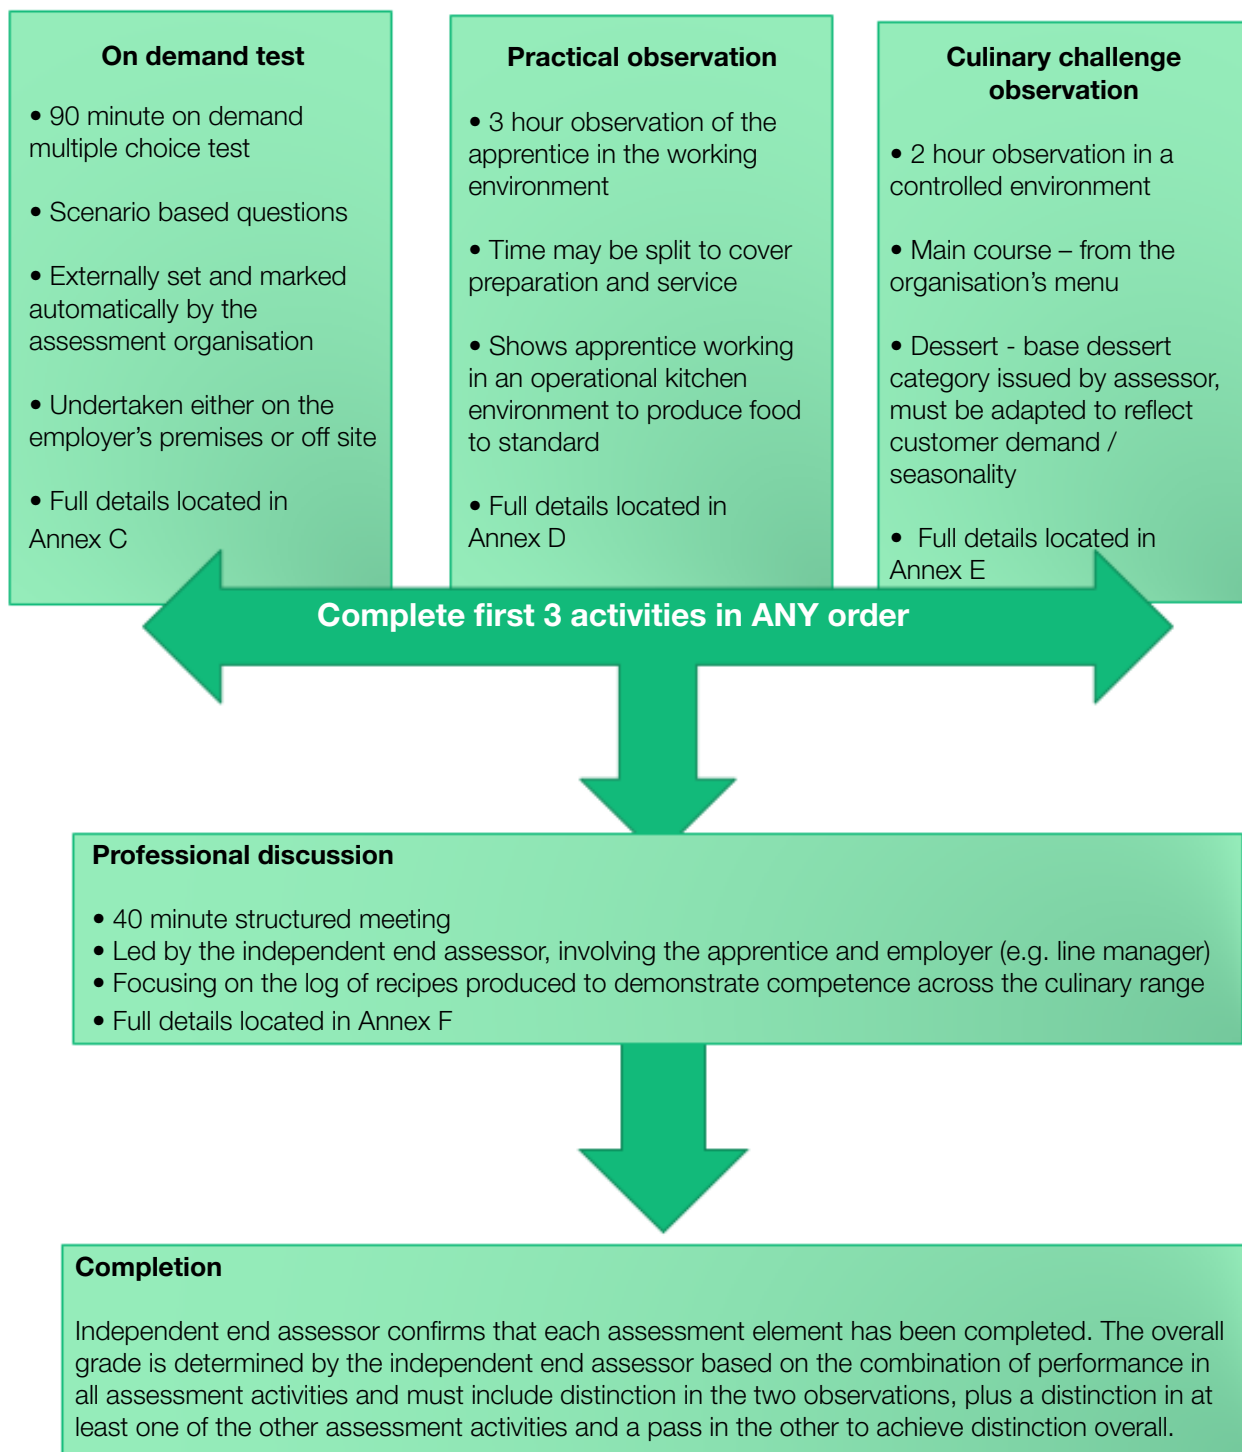 On demand test
• 90 minute on demand
multiple choice test
• Scenario based questions
• Externally set and marked
automatically by the
assessment organisation
• Undertaken either on the
employer’s premises or off site
• Full details located in
Annex C
Practical observation
• 3 hour observation of the
apprentice in the working
environment
• Time may be split to cover
preparation and service
• Shows apprentice working
in an operational kitchen
environment to produce food
to standard
• Full details located in
Annex D
Culinary challenge
observation
• 2 hour observation in a
controlled environment
• Main course – from the
organisation’s menu
• Dessert - base dessert
category issued by assessor,
must be adapted to reflect
customer demand /
seasonality
• Full details located in
Annex E
Complete first 3 activities in ANY order
Professional discussion
• 40 minute structured meeting
• Led by the independent end assessor, involving the apprentice and employer (e.g. line manager)
• Focusing on the log of recipes produced to demonstrate competence across the culinary range
• Full details located in Annex F
Completion
Independent end assessor confirms that each assessment element has been completed. The overall
grade is determined by the independent end assessor based on the combination of performance in
all assessment activities and must include distinction in the two observations, plus a distinction in at
least one of the other assessment activities and a pass in the other to achieve distinction overall.